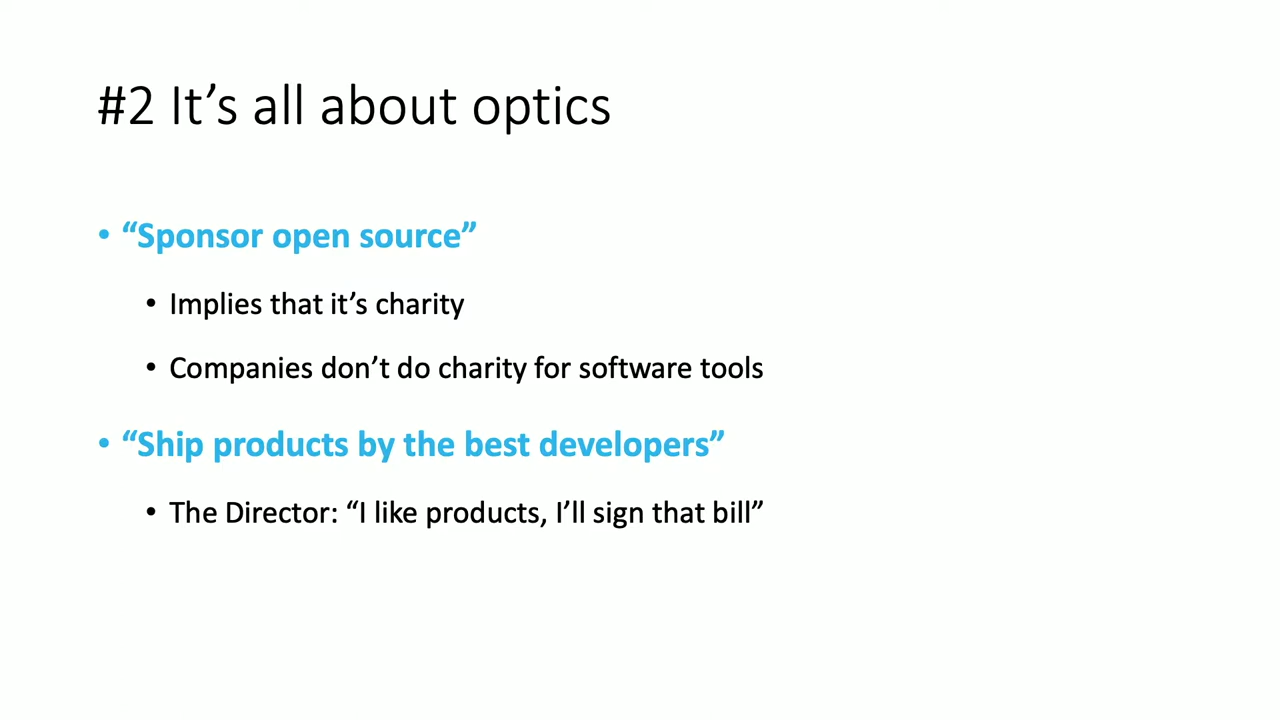 #2 It’s all about optics
• “Sponsor open source”
• Implies that it’s charity
• Companies don’t do charity for software tools
• “Ship products by the best developers”
• The Director: “I like products, I’ll sign that bill”